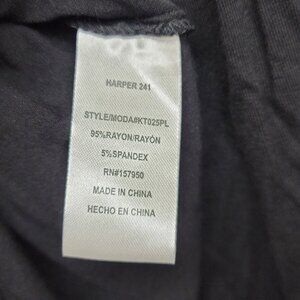 HARPER 241
STYLE/MODA#KT025PL
95%RAYON/RAYÓN
5%SPANDEX
RN#157950
MADE IN CHINA
HECHO EN CHINA